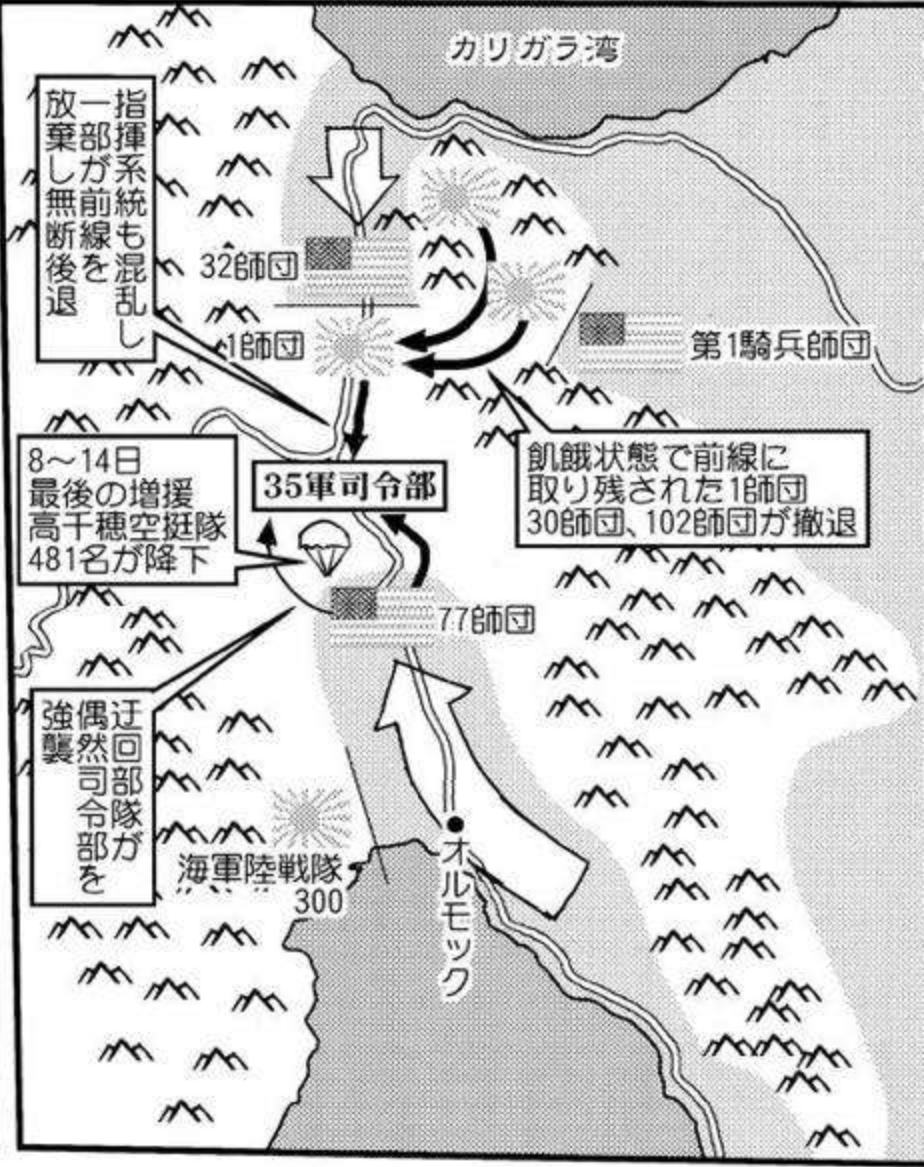 カリガラ湾
指揮系統も混乱し
一部が前線を
放棄し無断後退
32師団
1師団
第1騎兵師団
8～14日
最後の増援
高千穂空挺隊
481名が降下
35軍司令部
飢餓状態で前線に
取り残された1師団
30師団、102師団が撤退
77師団
迂回部隊が
偶然司令部を
強襲
海軍陸戦隊
300
オルモック